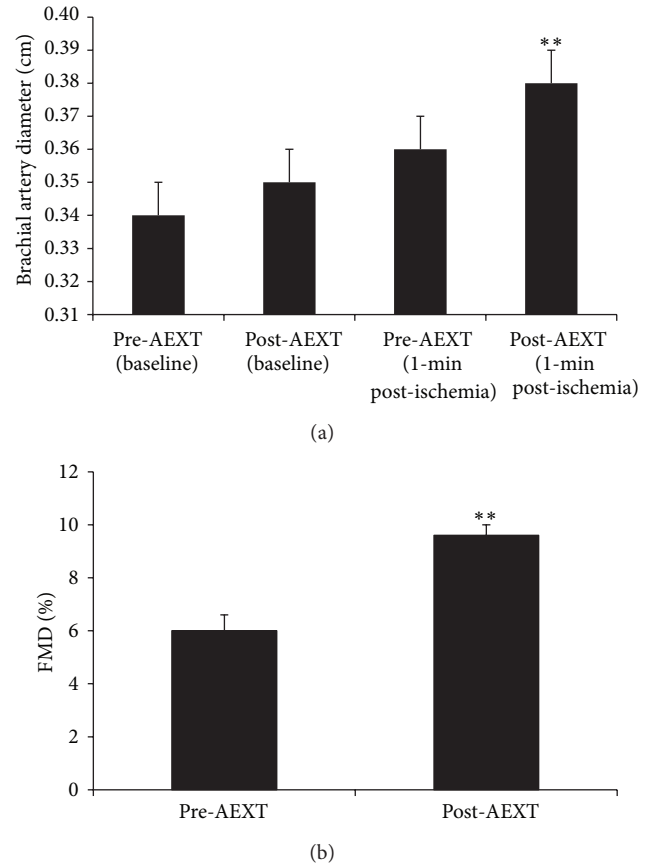 Brachial artery diameter (cm)
0.40
0.39
0.38
0.37
0.36
0.35
0.34
0.33
0.32
0.31
**
Pre-AEXT
(baseline)
Post-AEXT
(baseline)
Pre-AEXT
(1-min
post-ischemia)
Post-AEXT
(1-min
post-ischemia)
(a)
FMD (%)
12
10
8
6
4
2
0
**
Pre-AEXT
Post-AEXT
(b)